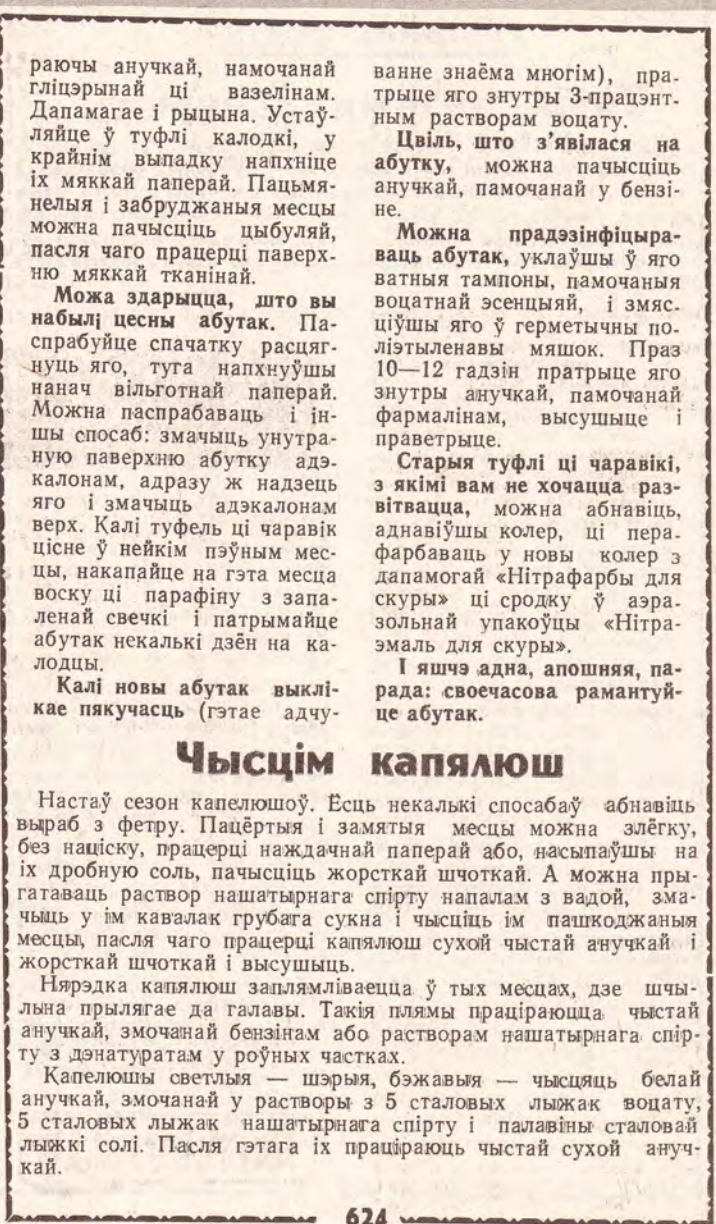 раючы анучкай, намочанай
гліцэрынай ці вазелінам.
Дапамагае і рыцына. Устаў-
ляйце ў туфлі калодкі, у
крайнім выпадку напхніце
іх мяккай паперай. Пацьмя-
нелыя і забруджаныя месцы
можна пачысціць цыбуляй,
пасля чаго працерці паверх-
ню мяккай тканінай.
Можа здарыцца, што вы
набылі цесны абутак. Па-
спрабуйце спачатку расцяг-
нуць яго, туга напхнуўшы
нанач вільготнай паперай.
Можна паспрабаваць і ін-
шы спосаб: змачыць унутра-
ную паверхню абутку адэ-
калонам, адразу ж надзець
яго і змачыць адэкалонам
верх. Калі туфель ці чаравік
цісне ў нейкім пэўным мес-
цы, накапайце на гэта месца
воску ці парафіну з запа-
ленай свечкі і патрымайце
абутак некалькі дзён на ка-
лодцы.
Калі новы абутак выклі-
кае пякучасць (гэтае адчу-
ванне знаёма многім), пра-
трыце яго знутры 3-працэнт-
ным растворам воцату.
Цвіль, што з'явілася на
абутку, можна пачысціць
анучкай, памочанай у бензі-
не.
Можна прадэзінфіцыра-
ваць абутак, уклаўшы ў яго
ватныя тампоны, памочаныя
воцатнай эсенцыяй, і змяс-
ціўшы яго ў герметычны по-
ліэтыленавы мяшок. Праз
10—12 гадзін пратрыце яго
знутры анучкай, памочанай
фармалінам, высушыце і
праветрыце.
Старыя туфлі ці чаравікі,
з якімі вам не хочацца раз-
вітвацца, можна абнавіць,
аднавіўшы колер, ці пера-
фарбаваць у новы колер з
дапамогай «Нітрафарбы для
скуры» ці сродку ў аэра-
зольнай упакоўцы «Нітра-
эмаль для скуры».
І яшчэ адна, апошняя, па-
рада: своечасова рамантуй-
це абутак.
Чысцім капялюш
Настаў сезон капелюшоў. Ёсць некалькі спосабаў абнавіць
выраб з фетру. Пацёртыя і замятыя месцы можна злёгку,
без націску, працерці наждачнай паперай або, насыпаўшы на
іх дробную соль, пачысціць жорсткай шчоткай. А можна пры-
гатаваць раствор нашатырнага спірту напалам з вадой, зма-
чыць у ім кавалак грубага сукна і чысціць ім пашкоджаныя
месцы, пасля чаго працерці капялюш сухой чыстай анучкай і
жорсткай шчоткай і высушыць.
Нярэдка капялюш заплямліваецца ў тых месцах, дзе шчы-
льна прылягае да галавы. Такія плямы праціраюцца чыстай
анучкай, змочанай бензінам або растворам нашатырнага спір-
ту з дэнатуратам у роўных частках.
Капелюшы светлыя — шэрыя, бэжавыя — чысцяць белай
анучкай, змочанай у растворы з 5 сталовых лыжак воцату,
5 сталовых лыжак нашатырнага спірту і палавіны сталовай
лыжкі солі. Пасля гэтага іх праціраюць чыстай сухой ануч-
кай.
624